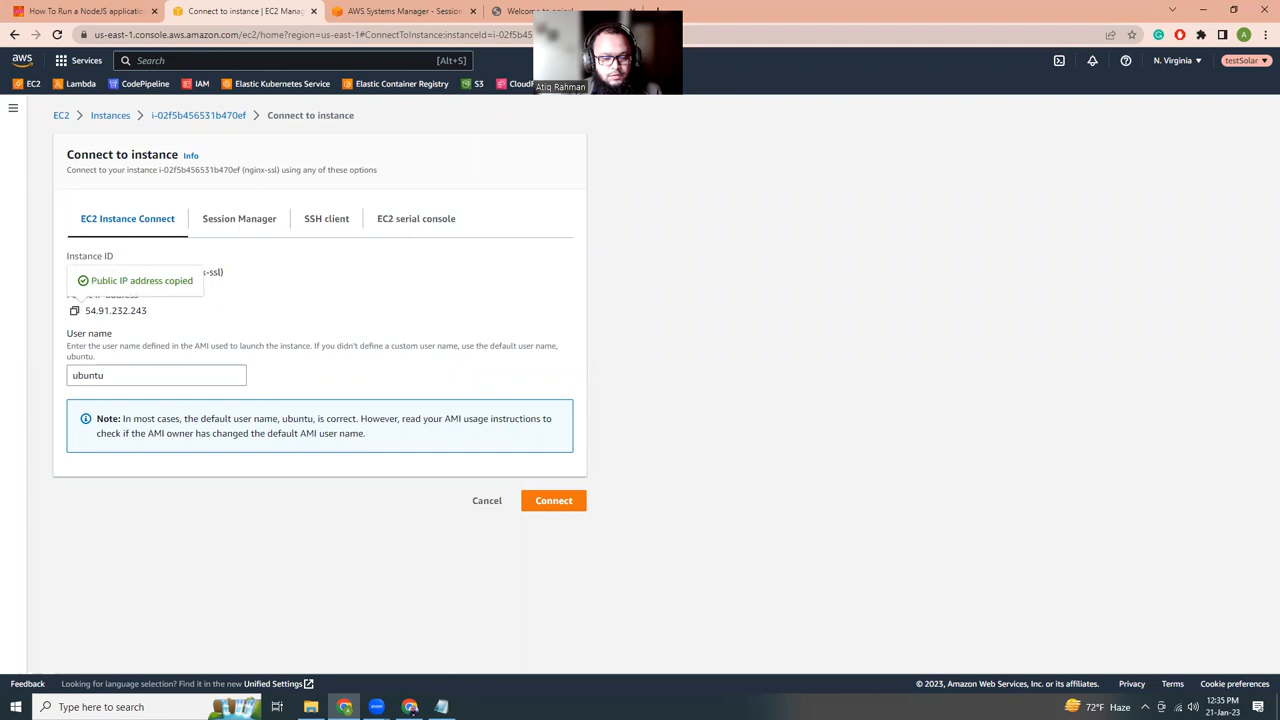 How To Run NodeJS A
EC2 Instance Connect
AWS Systems Manager - Session
Welcome to ngi
us-east-1.console.aws.amazon.com/ec2/home?region=us-east-1#ConnectToInstance:instanceId=i-02f5b
A
aws
Services
Search
[Alt+S]
N. Virginia
testSolar
EC2
Lambda
CodePipeline
IAM
Elastic Kubernetes Service
Elastic Container Registry
S3
Atiq Rahman
EC2 > Instances > i-02f5b456531b470ef > Connect to instance
Connect to instance Info
Connect to your instance i-02f5b456531b470ef (nginx-ssl) using any of these options
EC2 Instance Connect
Session Manager
SSH client
EC2 serial console
Instance ID
x-ssl)
Public IP address copied
54.91.232.243
User name
Enter the user name defined in the AMI used to launch the instance. If you didn't define a custom user name, use the default user name,
ubuntu.
ubuntu
Note: In most cases, the default user name, ubuntu, is correct. However, read your AMI usage instructions to
check if the AMI owner has changed the default AMI user name.
Cancel
Connect
Feedback
Looking for language selection? Find it in the new Unified Settings
© 2023, Amazon Web Services, Inc. or its affiliates.
Privacy
Terms
Cookie preferences
Type here to search
zoom
72°F Haze
12:35 PM
21-Jan-23